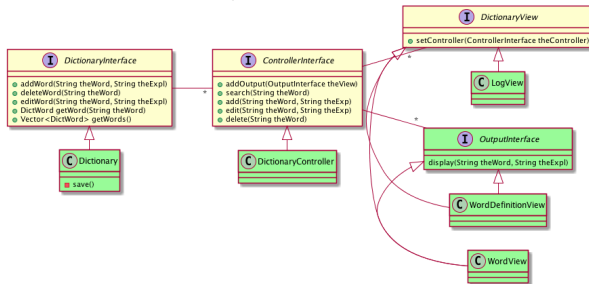 I DictionaryView
setController(ControllerInterface theController)
I DictionaryInterface
addWord(String theWord, String theExpl)
deleteWord(String theWord)
editWord(String theWord, String theExpl)
DictWord getWord(String theWord)
Vector<DictWord> getWords()
*
I ControllerInterface
addOutput(OutputInterface theView)
search(String theWord)
add(String theWord, String theExp)
edit(String theWord, String theExp)
delete(String theWord)
*
C LogView
*
I OutputInterface
display(String theWord, String theExpl)
C Dictionary
save()
C DictionaryController
C WordDefinitionView
C WordView